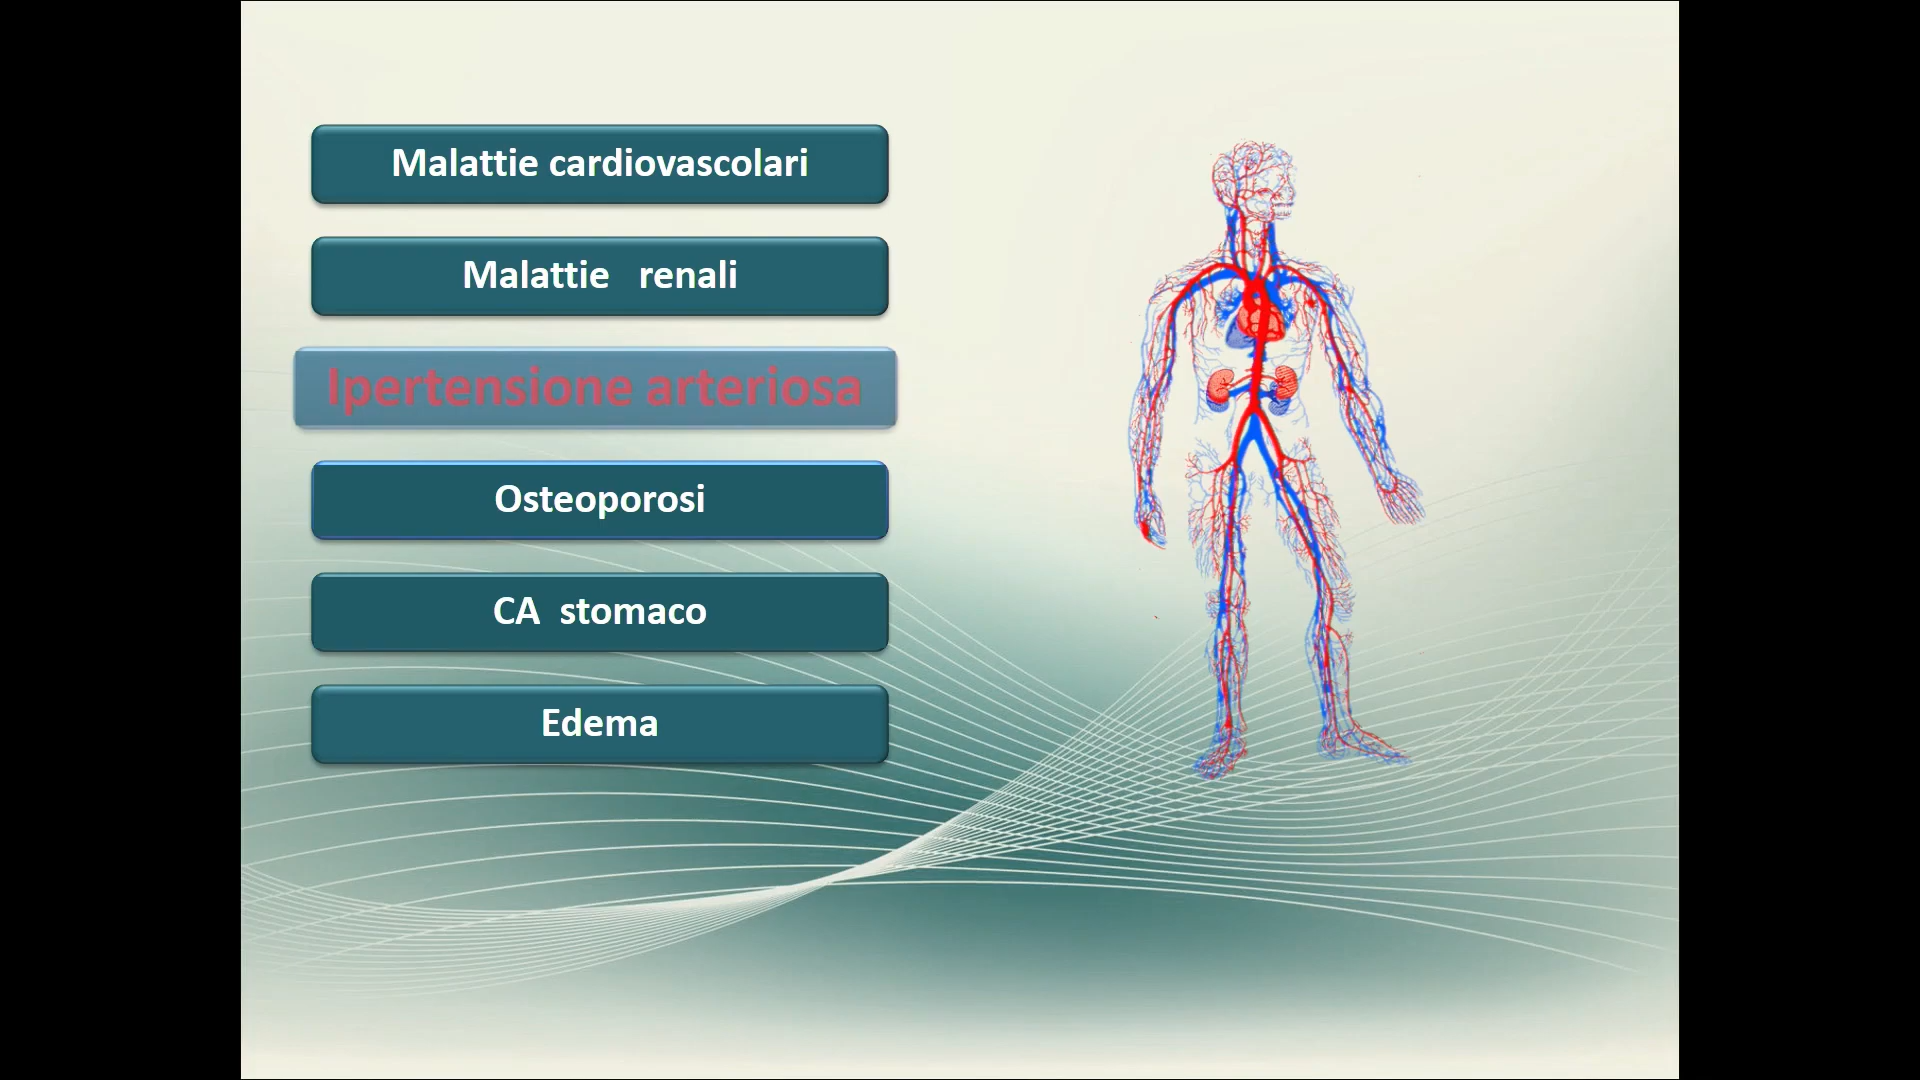 Malattie cardiovascolari
Malattie renali
Ipertensione arteriosa
Osteoporosi
CA stomaco
Edema